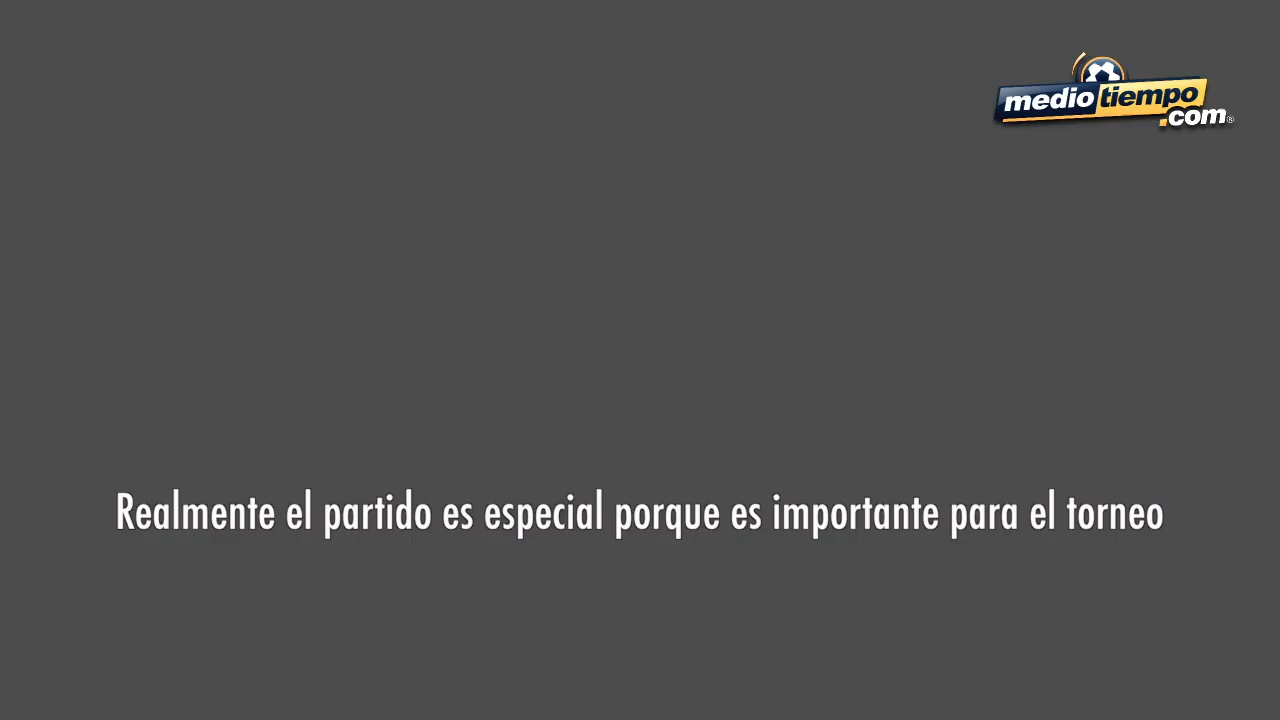 mediotiempo
.com®
Realmente el partido es especial porque es importante para el torneo